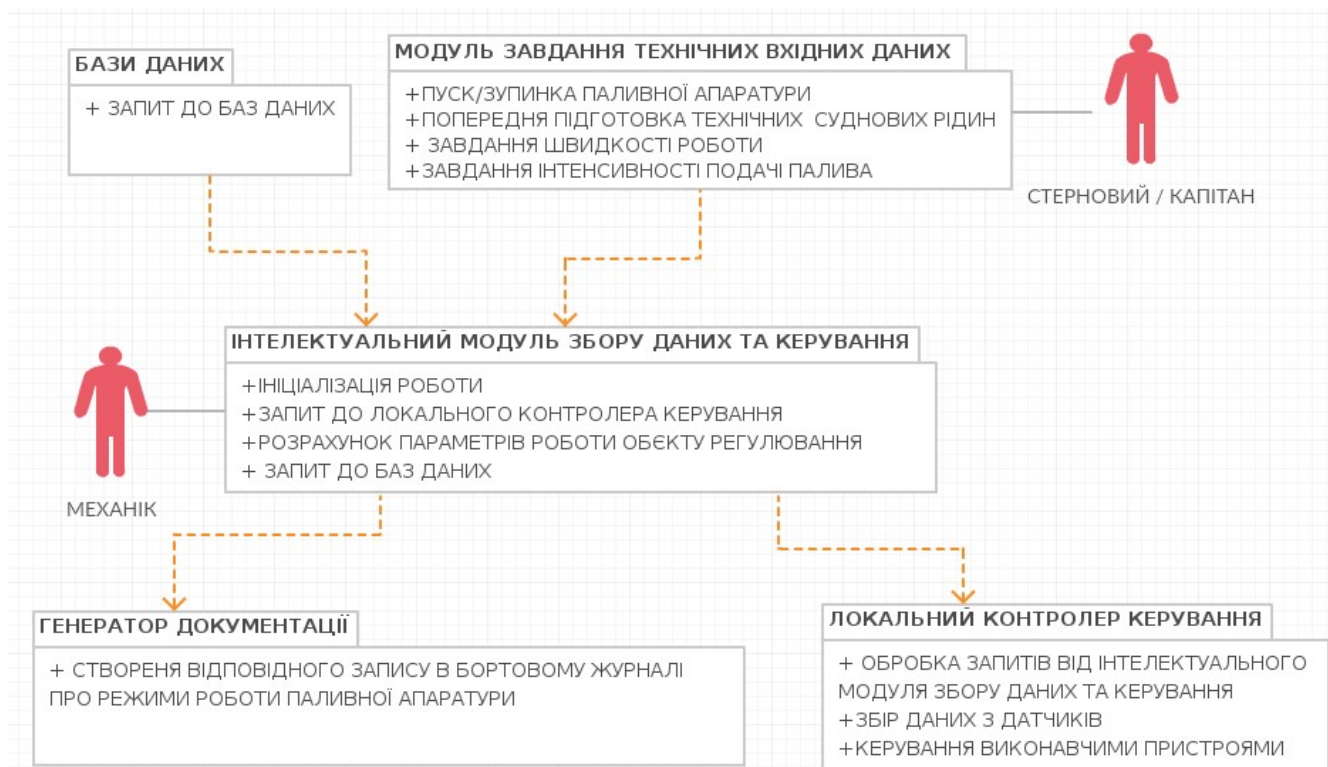 БАЗИ ДАНИХ
+ ЗАПИТ ДО БАЗ ДАНИХ
МОДУЛЬ ЗАВДАННЯ ТЕХНІЧНИХ ВХІДНИХ ДАНИХ
+ПУСК/ЗУПИНКА ПАЛИВНОЇ АПАРАТУРИ
+ПОПЕРЕДНЯ ПІДГОТОВКА ТЕХНІЧНИХ СУДНОВИХ РІДИН
+ ЗАВДАННЯ ШВИДКОСТІ РОБОТИ
+ЗАВДАННЯ ІНТЕНСИВНОСТІ ПОДАЧІ ПАЛИВА
СТЕРНОВИЙ / КАПІТАН
ІНТЕЛЕКТУАЛЬНИЙ МОДУЛЬ ЗБОРУ ДАНИХ ТА КЕРУВАННЯ
+ІНІЦІАЛІЗАЦІЯ РОБОТИ
+ЗАПИТ ДО ЛОКАЛЬНОГО КОНТРОЛЕРА КЕРУВАННЯ
+РОЗРАХУНОК ПАРАМЕТРІВ РОБОТИ ОБЄКТУ РЕГУЛЮВАННЯ
+ ЗАПИТ ДО БАЗ ДАНИХ
МЕХАНІК
ГЕНЕРАТОР ДОКУМЕНТАЦІЇ
+ СТВОРЕНЯ ВІДПОВІДНОГО ЗАПИСУ В БОРТОВОМУ ЖУРНАЛІ
ПРО РЕЖИМИ РОБОТИ ПАЛИВНОЇ АПАРАТУРИ
ЛОКАЛЬНИЙ КОНТРОЛЕР КЕРУВАННЯ
+ ОБРОБКА ЗАПИТІВ ВІД ІНТЕЛЕКТУАЛЬНОГО
МОДУЛЯ ЗБОРУ ДАНИХ ТА КЕРУВАННЯ
+ЗБІР ДАНИХ З ДАТЧИКІВ
+КЕРУВАННЯ ВИКОНАВЧИМИ ПРИСТРОЯМИ